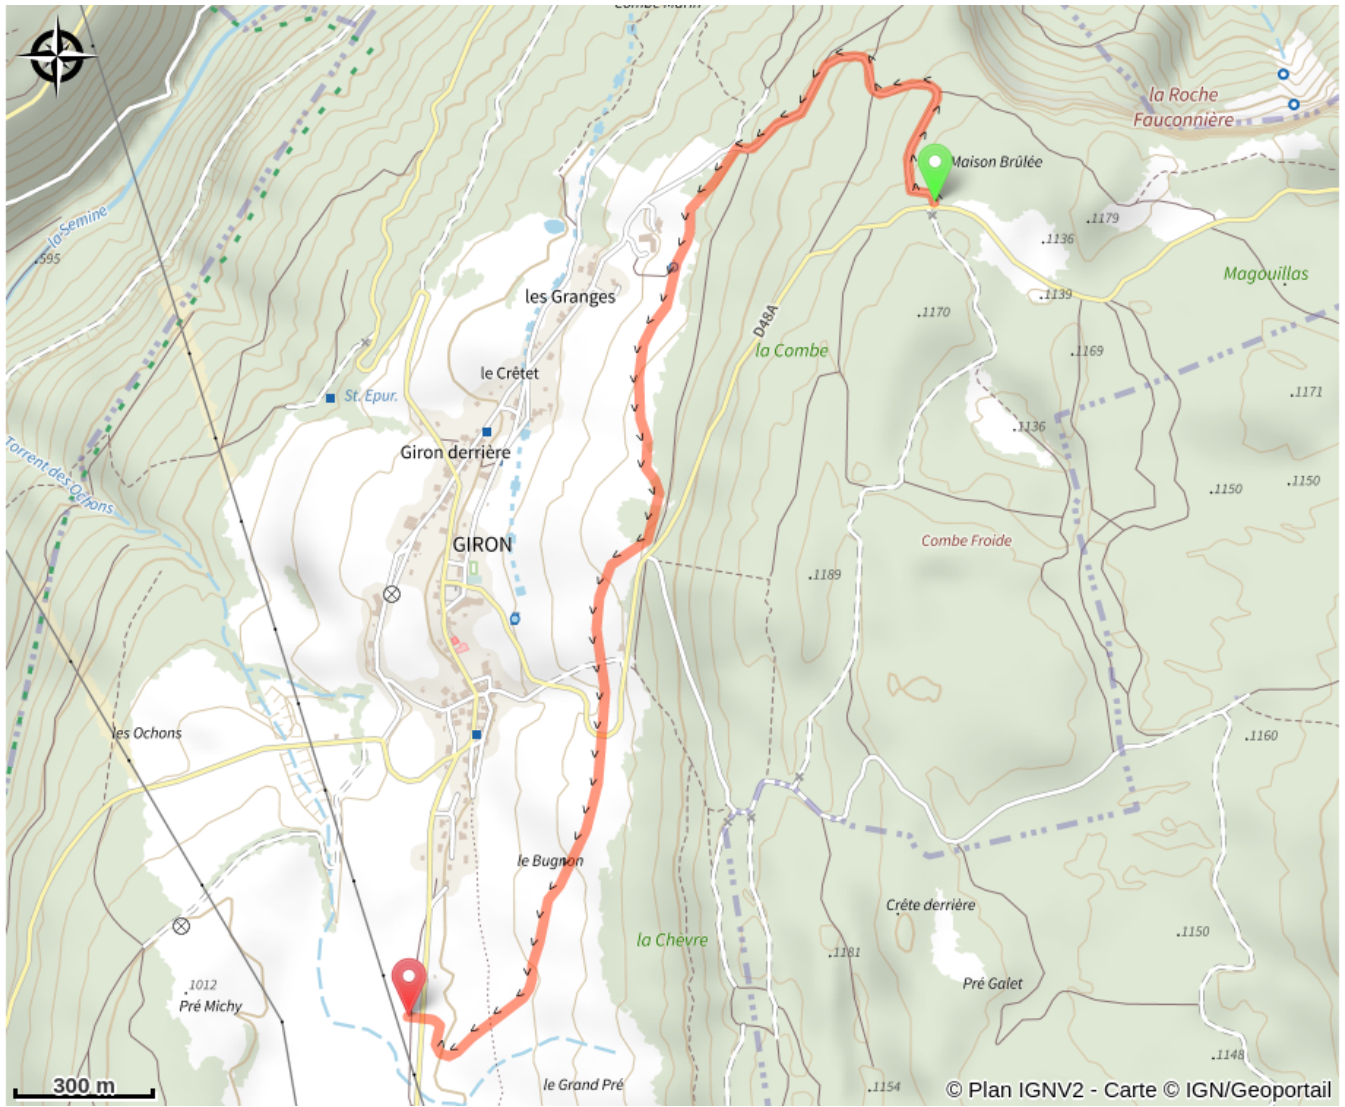 Combe Marin
la Roche
Fauconnière
Maison Brûlée
la Semine
.595
.1179
.1136
Magouillas
les Granges
.1139
.1170
D48A
la Combe
.1169
le Crêtet
St. Epur.
.1171
.1136
Giron derrière
Torrent des Ochons
.1150
.1150
GIRON
Combe Froide
.1189
les Ochons
.1160
le Bugnon
Crête derrière
.1150
la Chèvre
.1181
.1012
Pré Michy
Pré Galet
.1148
300 m
le Grand Pré
.1154
© Plan IGNV2 - Carte © IGN/Geoportail